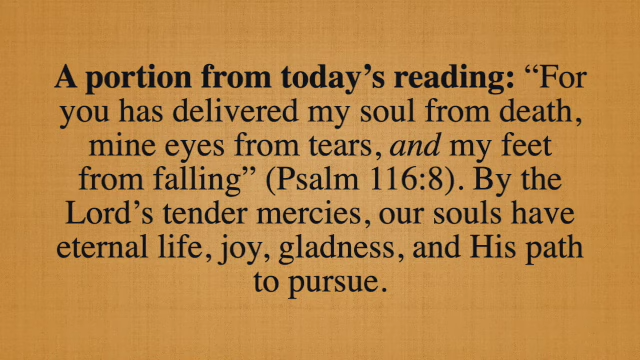 A portion from today’s reading: “For
you has delivered my soul from death,
mine eyes from tears, and my feet
from falling” (Psalm 116:8). By the
Lord’s tender mercies, our souls have
eternal life, joy, gladness, and His path
to pursue.